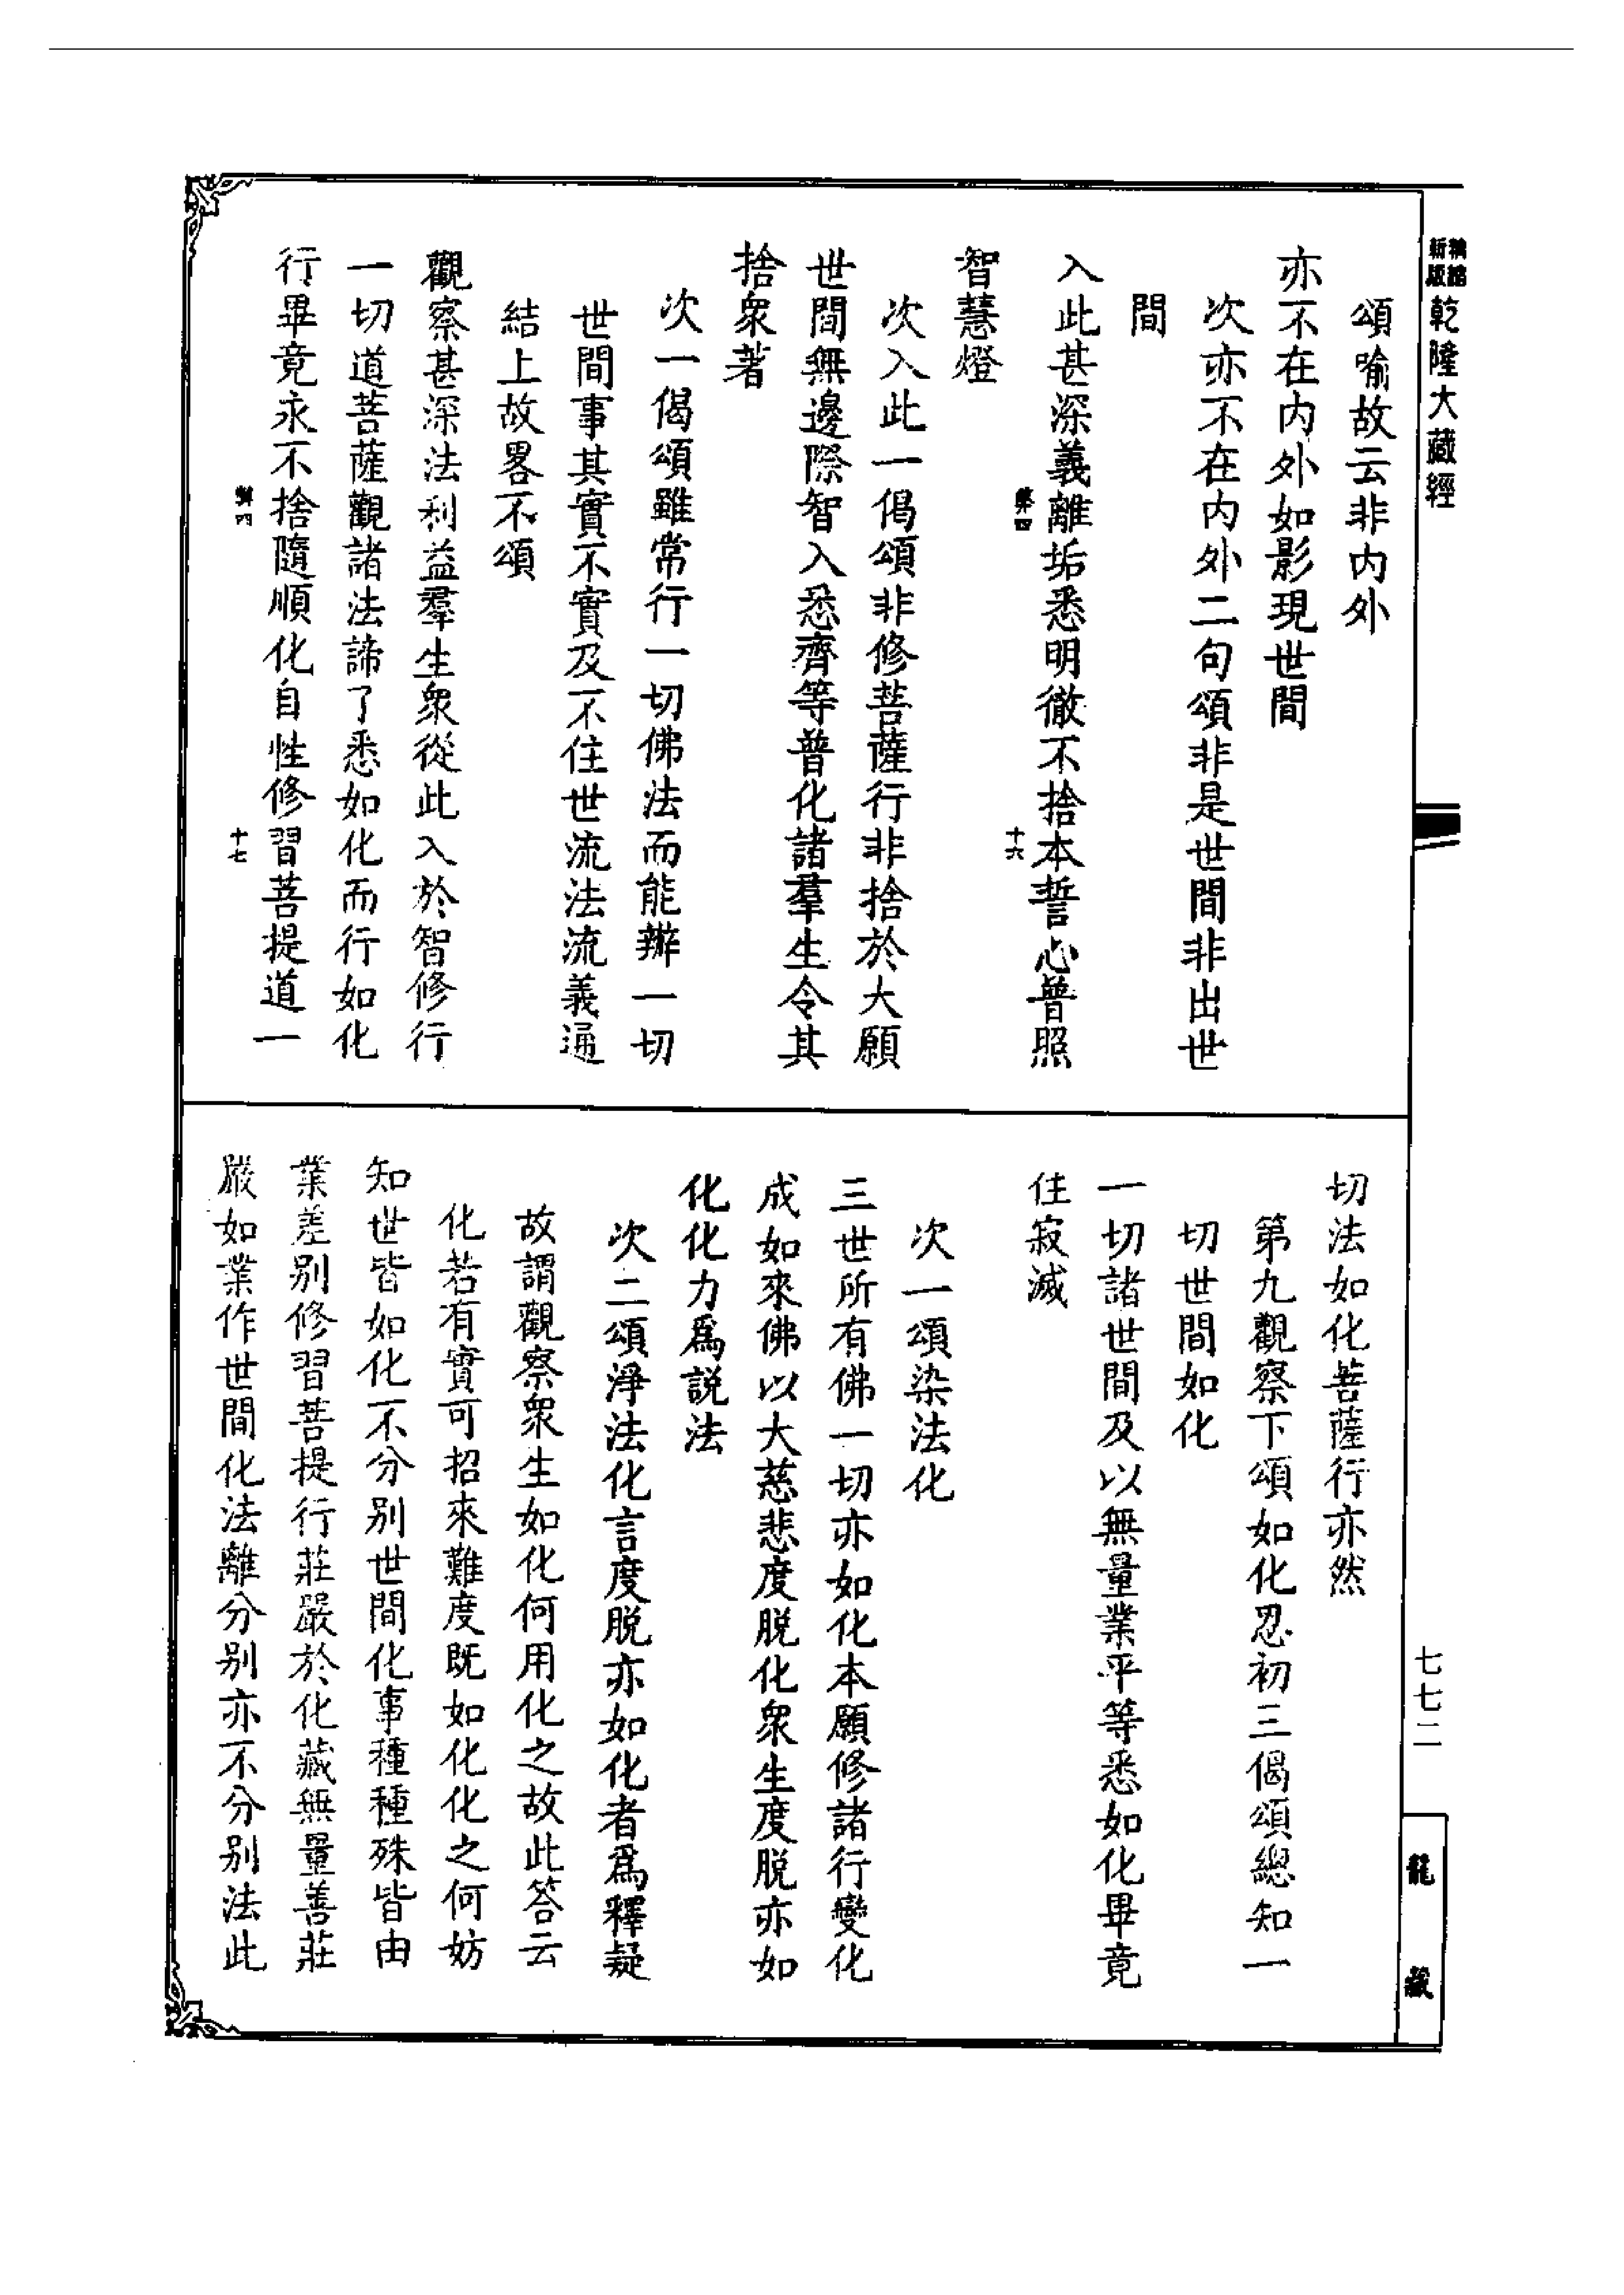 乾隆大藏經
頌喻故云非内外
亦不在内外如影現世間
次亦不在内外二句頌非是世間非出世
間
入此甚深義離垢悉明徹不捨本誓心普照
十六
智慧燈
次入此一偈頌非修菩薩行非捨於大願
世間無邊際智入悉齊等普化諸羣生令其
捨衆著
次一偈頌雖常行一切佛法而能辦一切
世間事其實不實及不住世流法流義通
結上故畧不頌
觀察甚深法利益羣生衆從此入於智修行
一切道菩薩觀諸法諦了悉如化而行如化
行畢竟永不捨隨順化自性修習菩提道一
十七
切法如化菩薩行亦然
第九觀察下頌如化忍初三偈頌總知一
切世間如化
一切諸世間及以無量業平等悉如化畢竟
住寂滅
次一頌染法化
三世所有佛一切亦如化本願修諸行變化
成如來佛以大慈悲度脱化衆生度脱亦如
化化力爲説法
次二頌淨法化言度脱亦如化者爲釋疑
故謂觀察衆生如化何用化之故此答云
化若有實可招來難度既如化化之何妨
知世皆如化不分别世間化事種種殊皆由
業差别修習菩提行莊嚴於化藏無量善莊
嚴如業作世間化法離分别亦不分别法此
七七二
龍藏